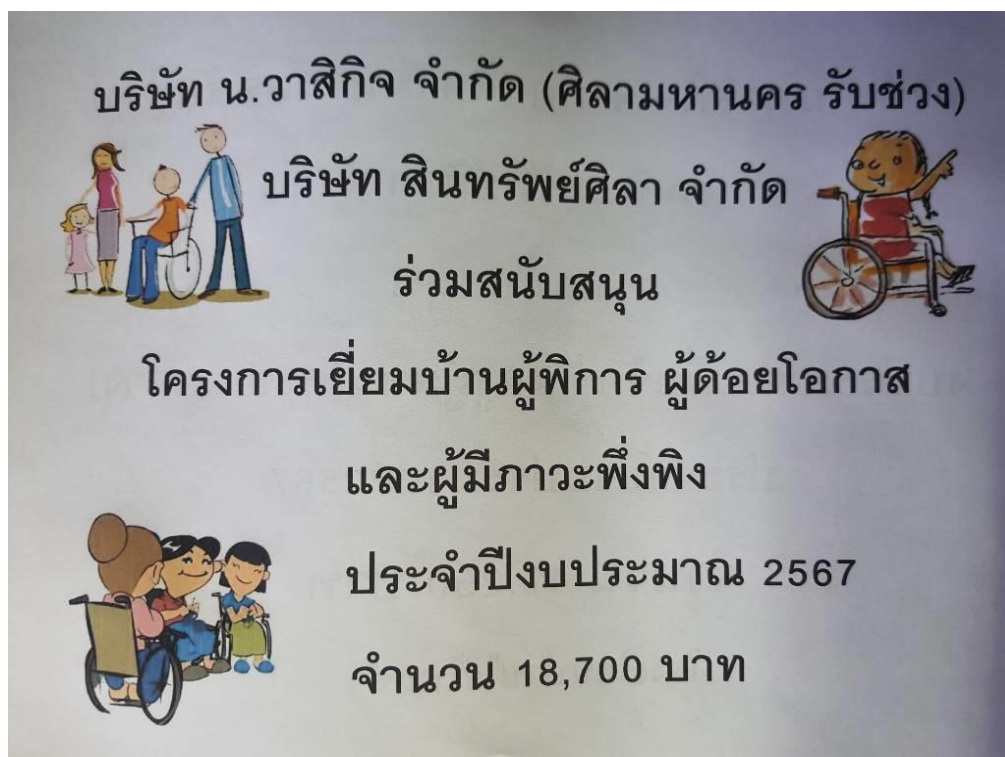 บริษัท น.วาสิกิจ จำกัด (ศิลามหานคร รับช่วง)
บริษัท สินทรัพย์ศิลา จำกัด
ร่วมสนับสนุน
โครงการเยี่ยมบ้านผู้พิการ ผู้ด้อยโอกาส
และผู้มีภาวะพึ่งพิง
ประจำปีงบประมาณ 2567
จำนวน 18,700 บาท